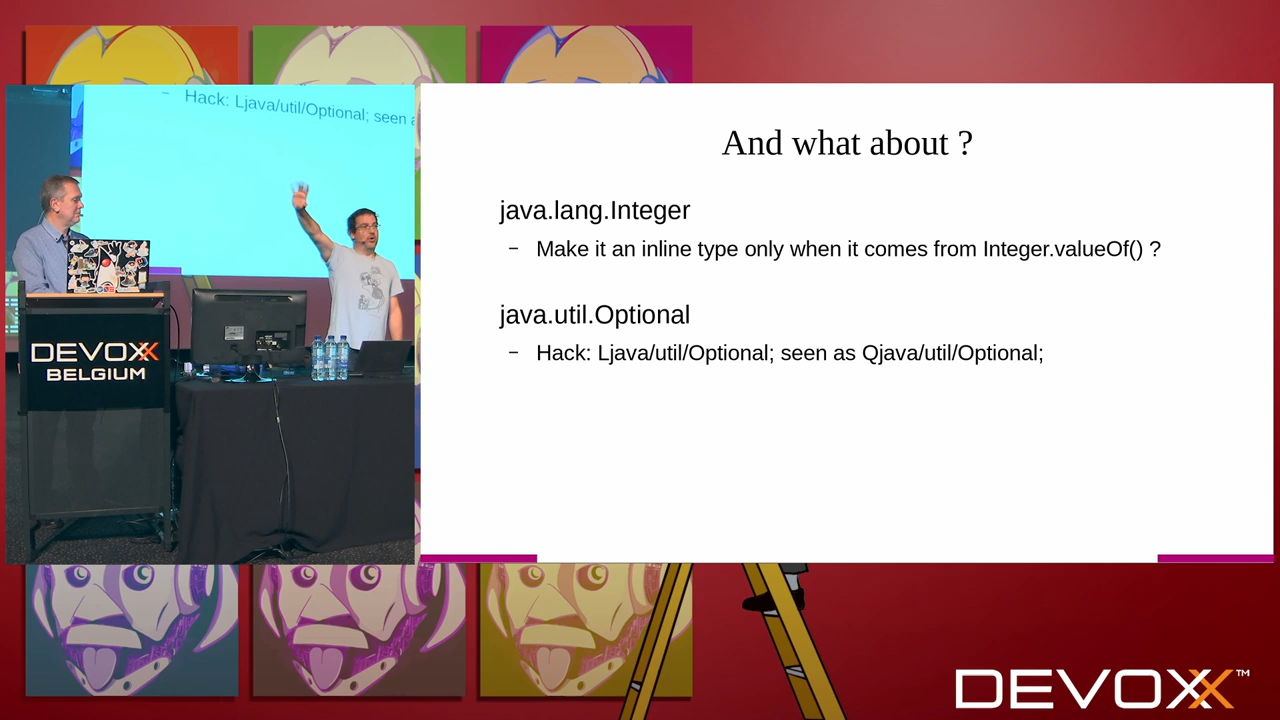 Hack: Ljava/util/Optional; seen
DEVOXX
BELGIUM
And what about ?
java.lang.Integer
– Make it an inline type only when it comes from Integer.valueOf() ?
java.util.Optional
– Hack: Ljava/util/Optional; seen as Qjava/util/Optional;
DEVOXX™